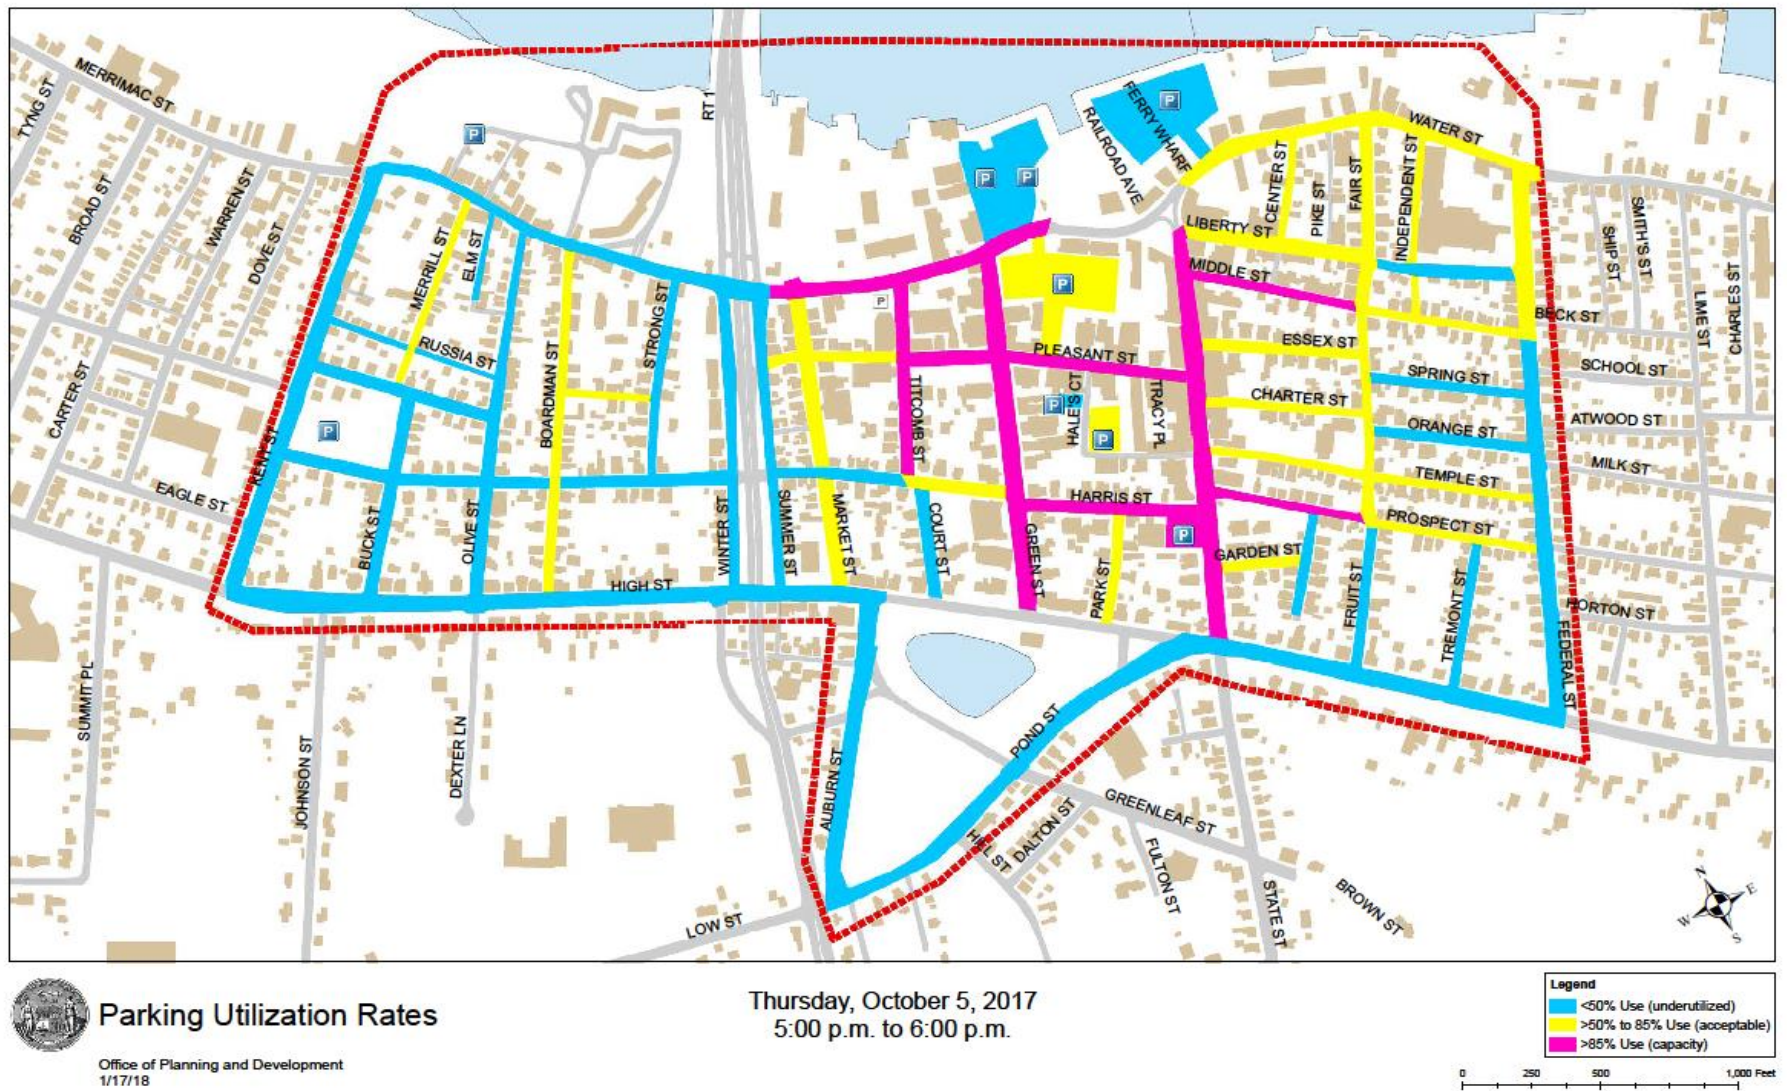 MERRIMAC ST
TYNG ST
BROAD ST
WARREN ST
DOVE ST
CARTER ST
EAGLE ST
KENT ST
SUMMIT PL
JOHNSON ST
DEXTER LN
MERRILL ST
ELM ST
RUSSIA ST
BUCK ST
OLIVE ST
BOARDMAN ST
STRONG ST
HIGH ST
WINTER ST
SUMMER ST
MARKET ST
RT 1
P
P
P
P
P
P
P
P
P
P
P
TITCOMB ST
COURT ST
GREEN ST
PLEASANT ST
HALE'S CT
TRACY PL
HARRIS ST
PARK ST
RAILROAD AVE
FERRY WHARF
WATER ST
CENTER ST
PIKE ST
FAIR ST
INDEPENDENT ST
LIBERTY ST
MIDDLE ST
ESSEX ST
CHARTER ST
SPRING ST
ORANGE ST
TEMPLE ST
PROSPECT ST
GARDEN ST
FRUIT ST
TREMONT ST
FEDERAL ST
HORTON ST
BECK ST
SCHOOL ST
ATWOOD ST
MILK ST
SHIP ST
SMITH'S ST
LIME ST
CHARLES ST
AUBURN ST
POND ST
LOW ST
HILL ST
DALTON ST
GREENLEAF ST
FULTON ST
STATE ST
BROWN ST
N
E
W
S
Parking Utilization Rates
Office of Planning and Development
1/17/18
Thursday, October 5, 2017
5:00 p.m. to 6:00 p.m.
Legend
<50% Use (underutilized)
>50% to 85% Use (acceptable)
>85% Use (capacity)
0 250 500 1,000 Feet